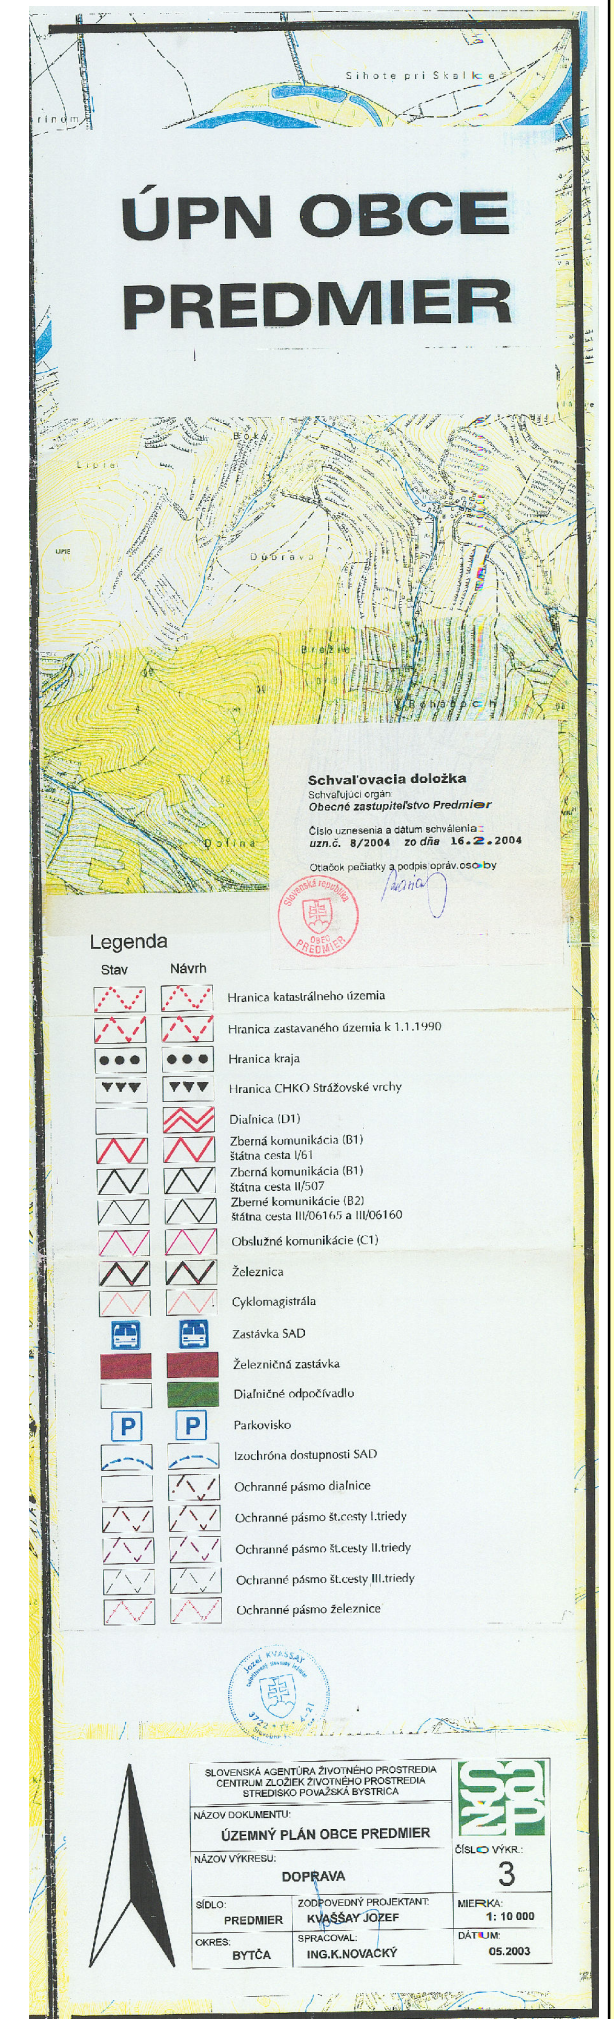 Sihote pri Skalke
rínom
ÚPN OBCE
PREDMIER
Boky
Lipie
Dúbrava
Brežie
Bohášoch
Dolina
Schvaľovacia doložka
Schvaľujúci orgán
Obecné zastupiteľstvo Predmier
Číslo uznesenia a dátum schválenia:
uzn.č. 8/2004 zo dňa 16.2.2004
Otlačok pečiatky a podpis opráv.osoby
Slovenská republika
OBEC
PREDMIER
Legenda
Stav Návrh
Hranica katastrálneho územia
Hranica zastavaného územia k 1.1.1990
Hranica kraja
Hranica CHKO Strážovské vrchy
Diaľnica (D1)
Zberná komunikácia (B1)
štátna cesta I/61
Zberná komunikácia (B1)
štátna cesta II/507
Zberné komunikácie (B2)
štátna cesta III/06165 a III/06160
Obslužné komunikácie (C1)
Železnica
Cyklomagistrála
Zastávka SAD
Železničná zastávka
Diaľničné odpočívadlo
P P Parkovisko
Izochróna dostupnosti SAD
Ochranné pásmo diaľnice
Ochranné pásmo št.cesty I.triedy
Ochranné pásmo št.cesty II.triedy
Ochranné pásmo št.cesty III.triedy
Ochranné pásmo železnice
Jozef KVAŠŠAY
SLOVENSKÁ AGENTÚRA ŽIVOTNÉHO PROSTREDIA
CENTRUM ZLOŽIEK ŽIVOTNÉHO PROSTREDIA
STREDISKO POVAŽSKÁ BYSTRICA
NÁZOV DOKUMENTU:
ÚZEMNÝ PLÁN OBCE PREDMIER
NÁZOV VÝKRESU:
DOPRAVA
ČÍSLO VÝKR.:
3
SÍDLO:
PREDMIER
ZODPOVEDNÝ PROJEKTANT:
KVAŠŠAY JOZEF
MIERKA:
1: 10 000
OKRES:
BYTČA
SPRACOVAL:
ING.K.NOVACKÝ
DÁTUM:
05.2003